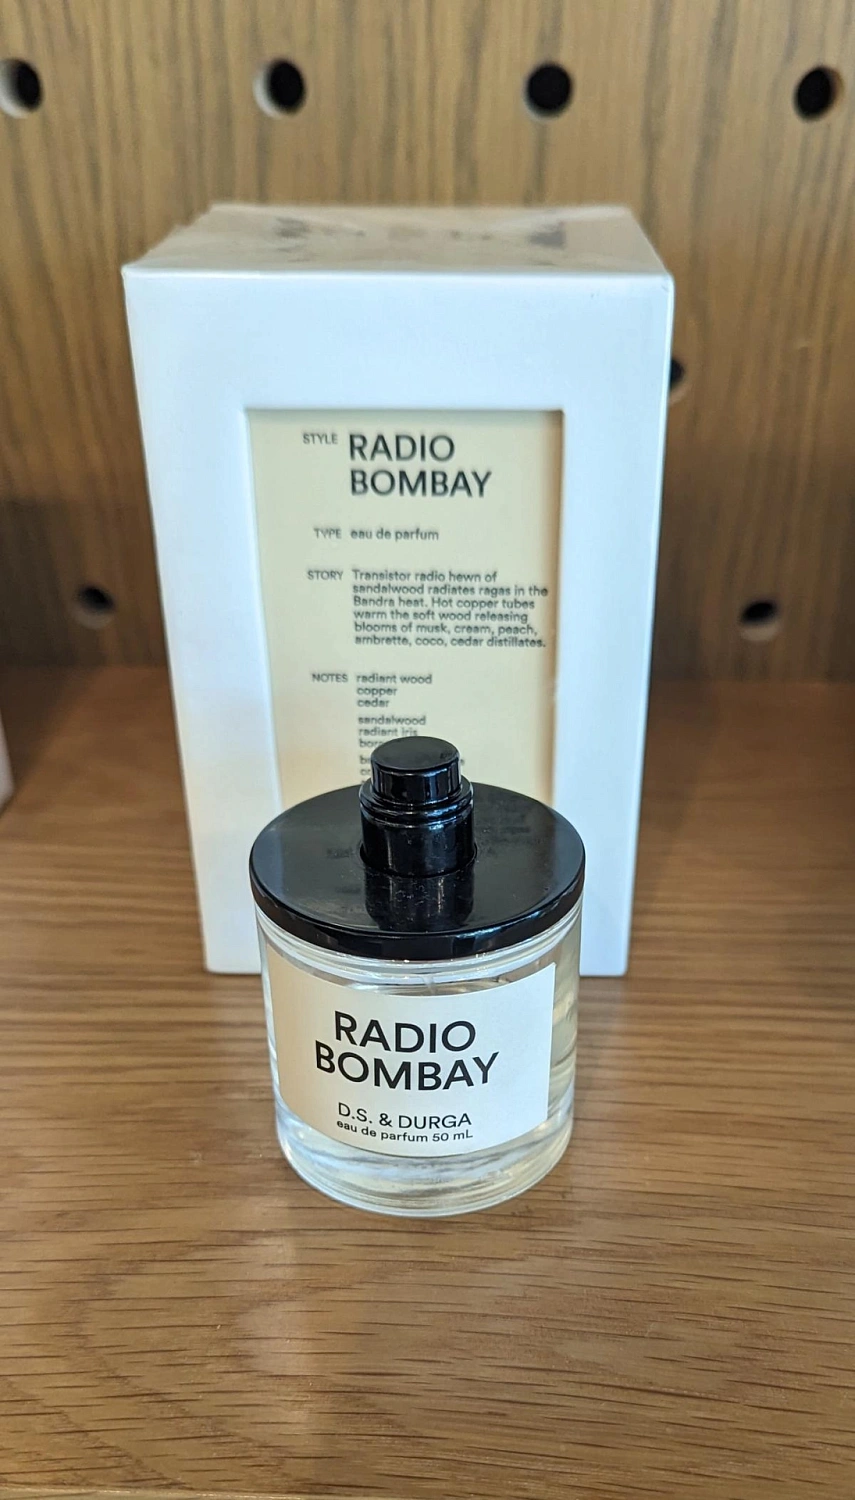 STYLE RADIO
BOMBAY
TYPE eau de parfum
STORY Transistor radio hewn of
sandalwood radiates ragas in the
Bandra heat. Hot copper tubes
warm the soft wood releasing
blooms of musk, cream, peach,
ambrette, coco, cedar distillates.
NOTES radiant wood
copper
cedar
sandalwood
radiant iris
RADIO
BOMBAY
D.S. & DURGA
eau de parfum 50 mL